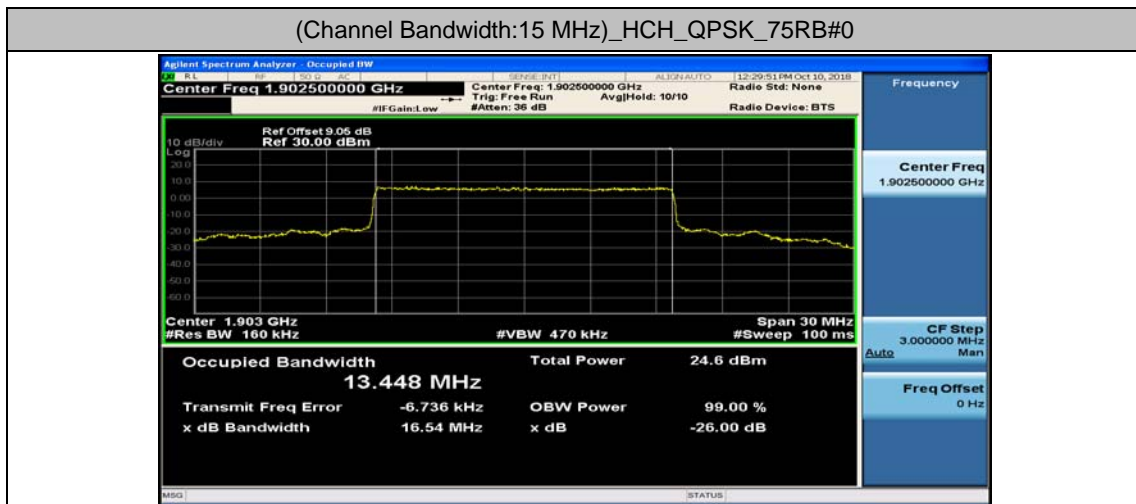 (Channel Bandwidth:15 MHz)_HCH_QPSK_75RB#0
Agilent Spectrum Analyzer - Occupied BW
RL RF 50 Ω AC SENSE:INT ALIGN AUTO 12:29:51 PM Oct 10, 2018
Center Freq 1.902500000 GHz
Center Freq: 1.902500000 GHz
Radio Std: None
Trig: Free Run Avg|Hold: 10/10
#IFGain:Low #Atten: 36 dB Radio Device: BTS
Frequency
Ref Offset 9.05 dB
10 dB/div Ref 30.00 dBm
Log
20.0
10.0
0.00
-10.0
-20.0
-30.0
-40.0
-50.0
-60.0
Center Freq
1.902500000 GHz
Center 1.903 GHz Span 30 MHz
#Res BW 160 kHz #VBW 470 kHz #Sweep 100 ms
CF Step
3.000000 MHz
Auto Man
Occupied Bandwidth Total Power 24.6 dBm
13.448 MHz
Freq Offset
0 Hz
Transmit Freq Error -6.736 kHz OBW Power 99.00 %
x dB Bandwidth 16.54 MHz x dB -26.00 dB
MSG STATUS